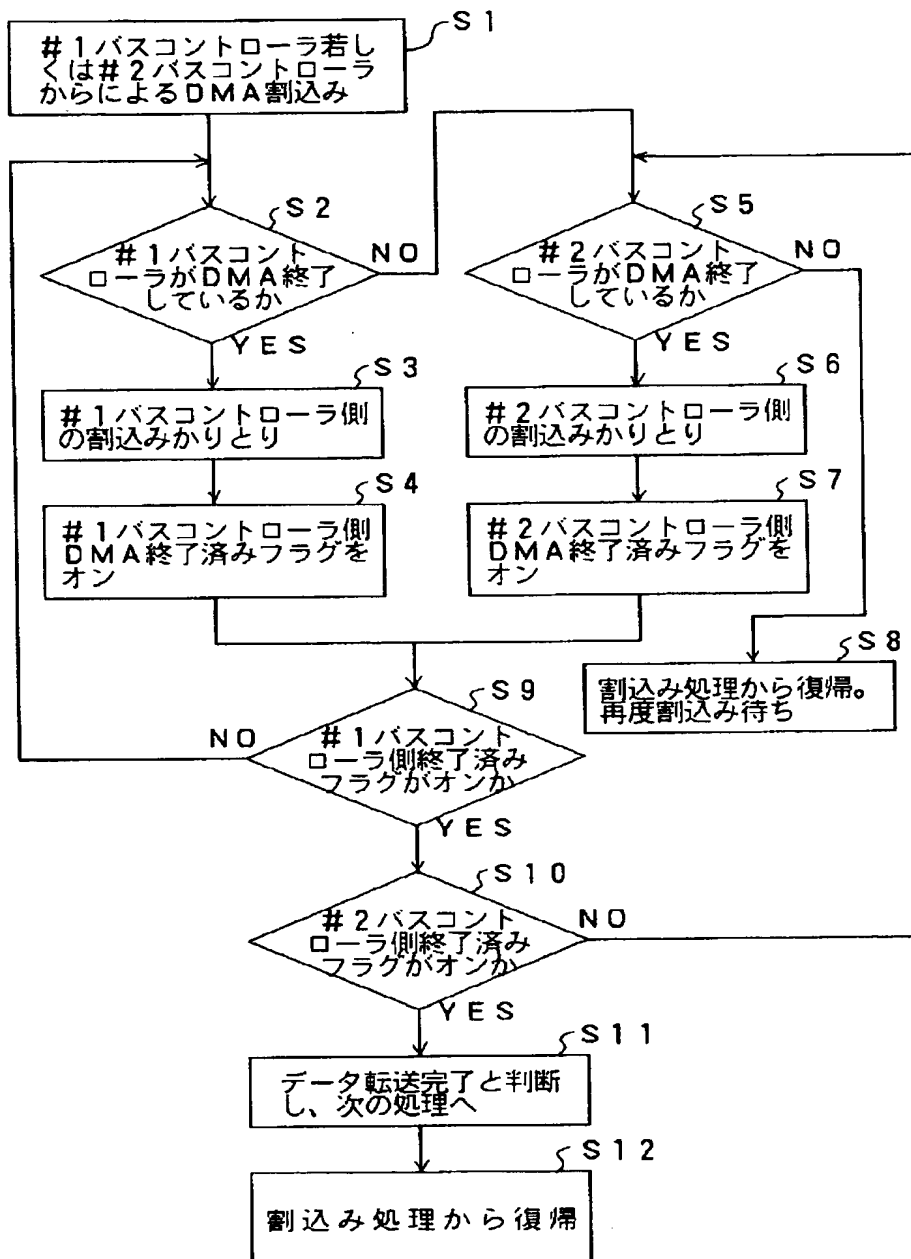 S1
#1バスコントローラ若し
くは#2バスコントローラ
からによるDMA割込み
S2
#1バスコント
ローラがDMA終了
しているか
NO
YES
S3
#1バスコントローラ側
の割込みかりとり
S4
#1バスコントローラ側
DMA終了済みフラグを
オン
S5
#2バスコント
ローラがDMA終了
しているか
NO
YES
S6
#2バスコントローラ側
の割込みかりとり
S7
#2バスコントローラ側
DMA終了済みフラグを
オン
S8
割込み処理から復帰。
再度割込み待ち
S9
#1バスコント
ローラ側終了済み
フラグがオンか
NO
YES
S10
#2バスコント
ローラ側終了済み
フラグがオンか
NO
YES
S11
データ転送完了と判断
し、次の処理へ
S12
割込み処理から復帰